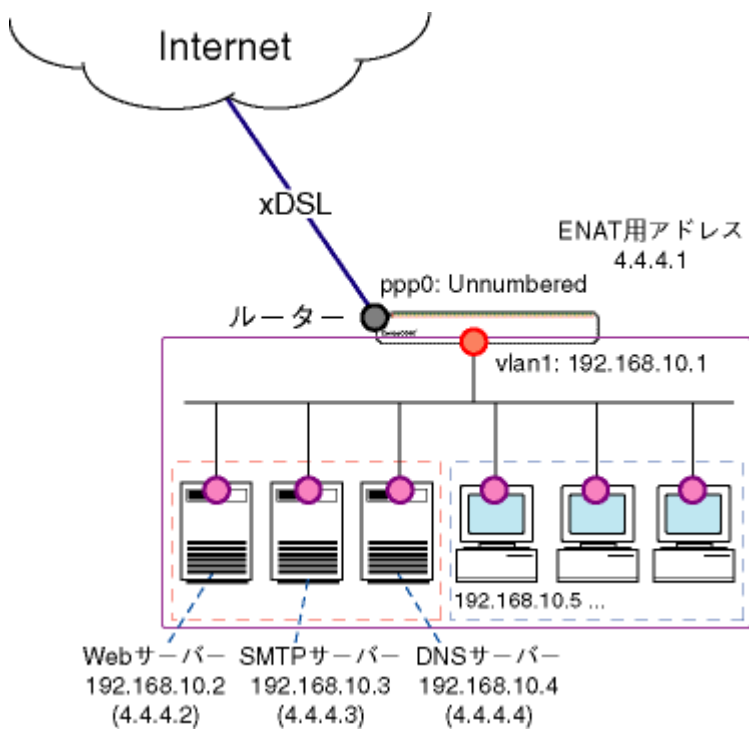 Internet
xDSL
ENAT用アドレス
4.4.4.1
ppp0: Unnumbered
ルーター
vlan1: 192.168.10.1
192.168.10.5 ...
Webサーバー
192.168.10.2
(4.4.4.2)
SMTPサーバー
192.168.10.3
(4.4.4.3)
DNSサーバー
192.168.10.4
(4.4.4.4)